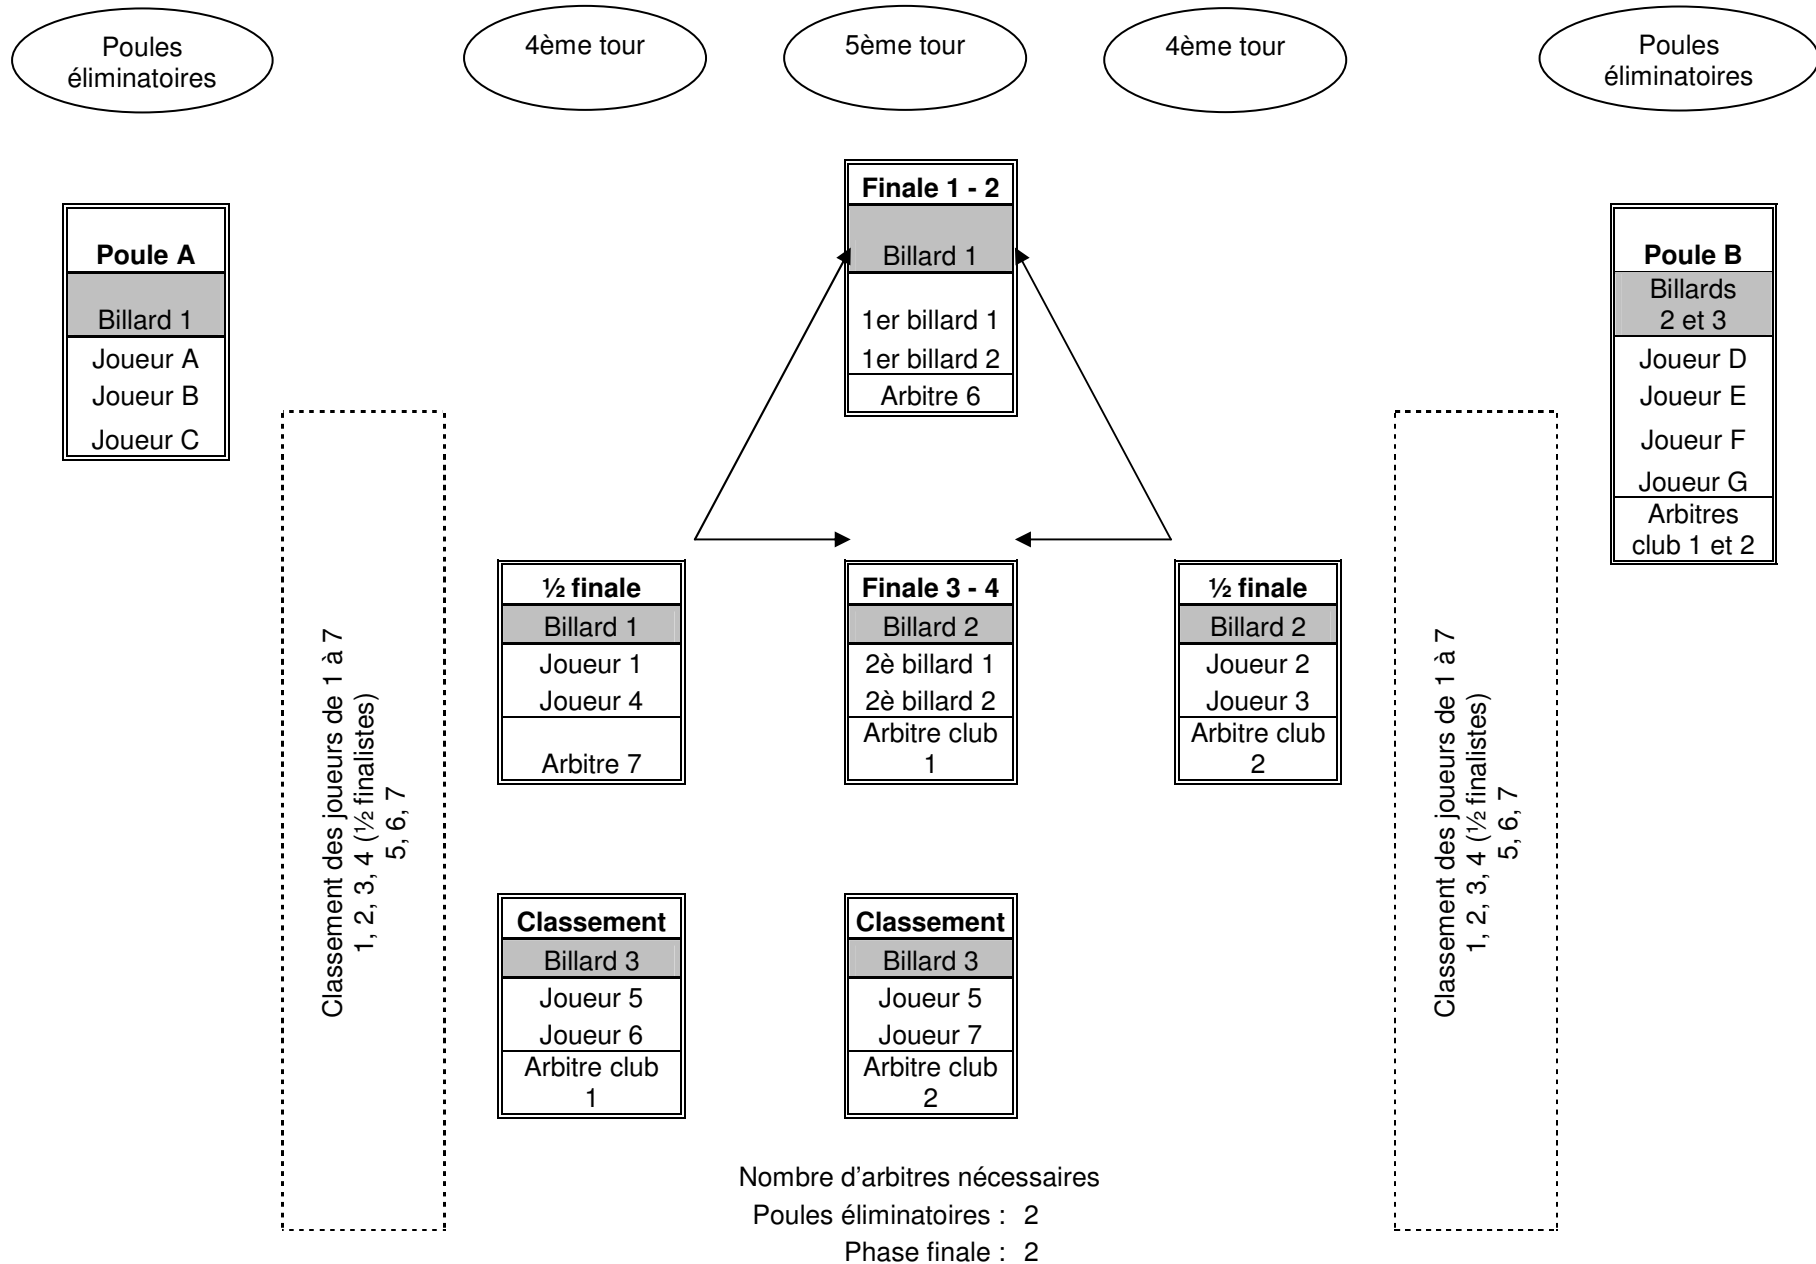 Poules
éliminatoires
4ème tour
5ème tour
4ème tour
Poules
éliminatoires
Poule A
Billard 1
Joueur A
Joueur B
Joueur C
Classement des joueurs de 1 à 7
1, 2, 3, 4 (½ finalistes)
5, 6, 7
½ finale
Billard 1
Joueur 1
Joueur 4
Arbitre 7
Classement
Billard 3
Joueur 5
Joueur 6
Arbitre club
1
Finale 1 - 2
Billard 1
1er billard 1
1er billard 2
Arbitre 6
Finale 3 - 4
Billard 2
2è billard 1
2è billard 2
Arbitre club
1
Classement
Billard 3
Joueur 5
Joueur 7
Arbitre club
2
½ finale
Billard 2
Joueur 2
Joueur 3
Arbitre club
2
Classement des joueurs de 1 à 7
1, 2, 3, 4 (½ finalistes)
5, 6, 7
Poule B
Billards
2 et 3
Joueur D
Joueur E
Joueur F
Joueur G
Arbitres
club 1 et 2
Nombre d'arbitres nécessaires
Poules éliminatoires : 2
Phase finale : 2